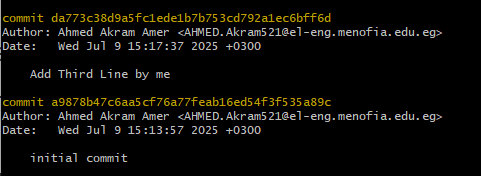 commit da773c38d9a5fc1ede1b7b753cd792a1ec6bff6d
Author: Ahmed Akram Amer <AHMED.Akram521@el-eng.menofia.edu.eg>
Date:   Wed Jul 9 15:17:37 2025 +0300
    Add Third Line by me
commit a9878b47c6aa5cf76a77feab16ed54f3f535a89c
Author: Ahmed Akram Amer <AHMED.Akram521@el-eng.menofia.edu.eg>
Date:   Wed Jul 9 15:13:57 2025 +0300
    initial commit